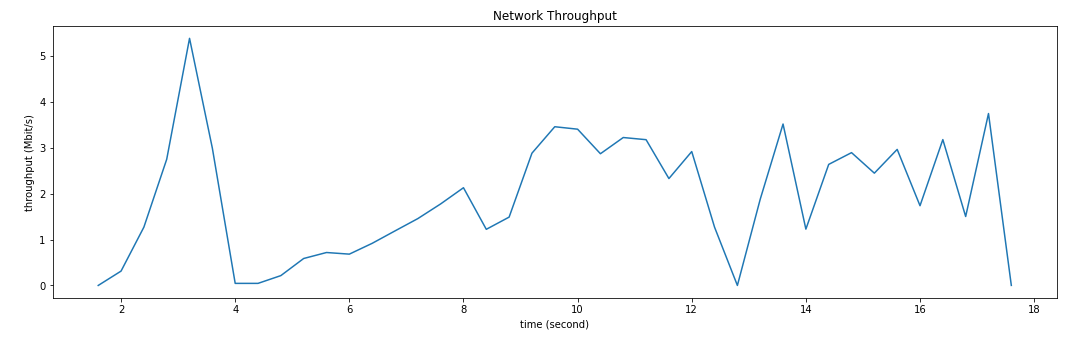 Network Throughput
throughput (Mbit/s)
5
4
3
2
1
0
2 4 6 8 10 12 14 16 18
time (second)